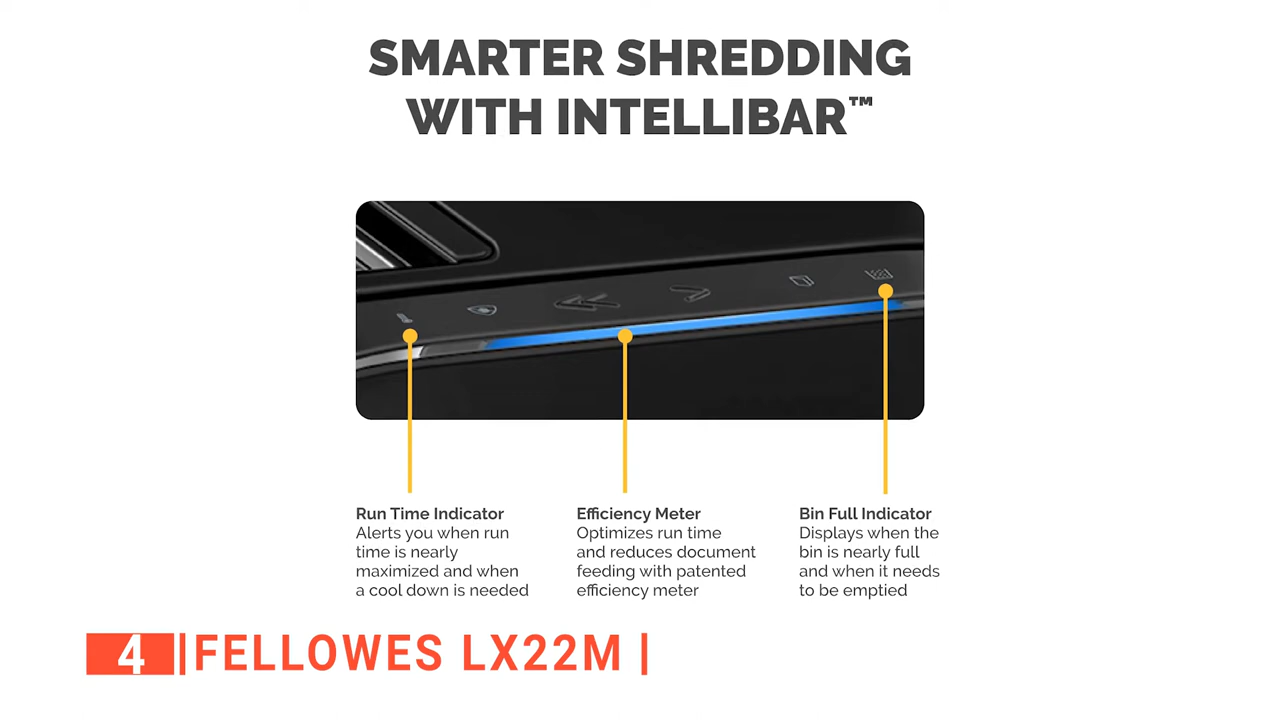 SMARTER SHREDDING
WITH INTELLIBAR™
Run Time Indicator
Alerts you when run
time is nearly
maximized and when
a cool down is needed
Efficiency Meter
Optimizes run time
and reduces document
feeding with patented
efficiency meter
Bin Full Indicator
Displays when the
bin is nearly full
and when it needs
to be emptied
4 | FELLOWES LX22M |